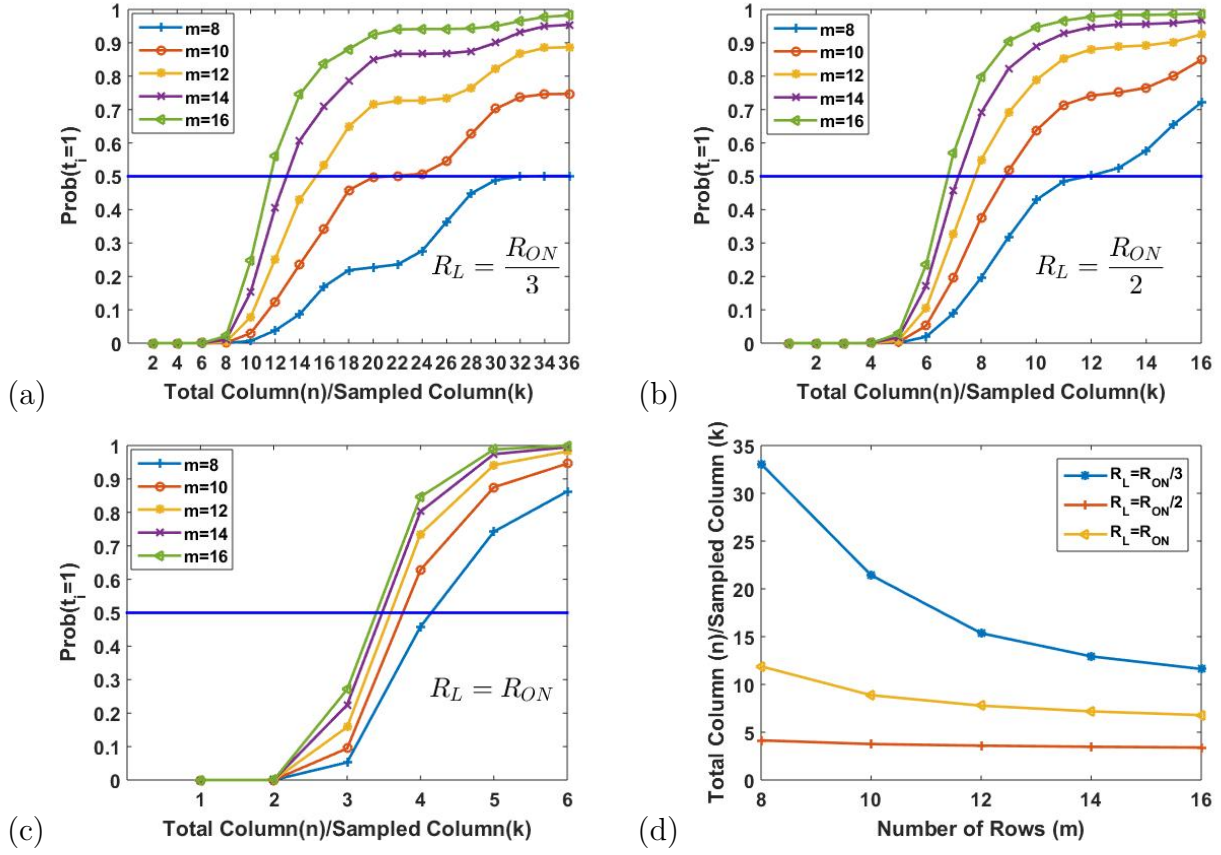 (a)
Prob(t_i=1)
1
0.9
0.8
0.7
0.6
0.5
0.4
0.3
0.2
0.1
0
m=8
m=10
m=12
m=14
m=16
R_L = R_ON/3
2 4 6 8 10 12 14 16 18 20 22 24 26 28 30 32 34 36
Total Column(n)/Sampled Column(k)
(b)
Prob(t_i=1)
1
0.9
0.8
0.7
0.6
0.5
0.4
0.3
0.2
0.1
0
m=8
m=10
m=12
m=14
m=16
R_L = R_ON/2
2 4 6 8 10 12 14 16
Total Column(n)/Sampled Column(k)
(c)
Prob(t_i=1)
1
0.9
0.8
0.7
0.6
0.5
0.4
0.3
0.2
0.1
0
m=8
m=10
m=12
m=14
m=16
R_L = R_ON
1 2 3 4 5 6
Total Column(n)/Sampled Column(k)
(d)
Total Column (n)/Sampled Column (k)
35
30
25
20
15
10
5
0
R_L=R_ON/3
R_L=R_ON/2
R_L=R_ON
8 10 12 14 16
Number of Rows (m)